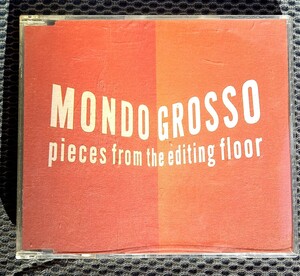 MONDO GROSSO
pieces from the editing floor